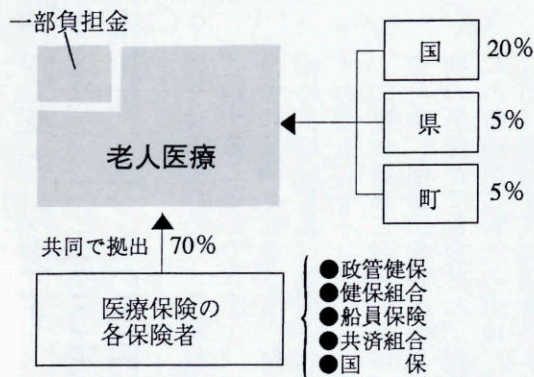 一部負担金
老人医療
国 20%
県 5%
町 5%
共同で拠出 70%
医療保険の
各保険者
●政管健保
●健保組合
●船員保険
●共済組合
●国　保